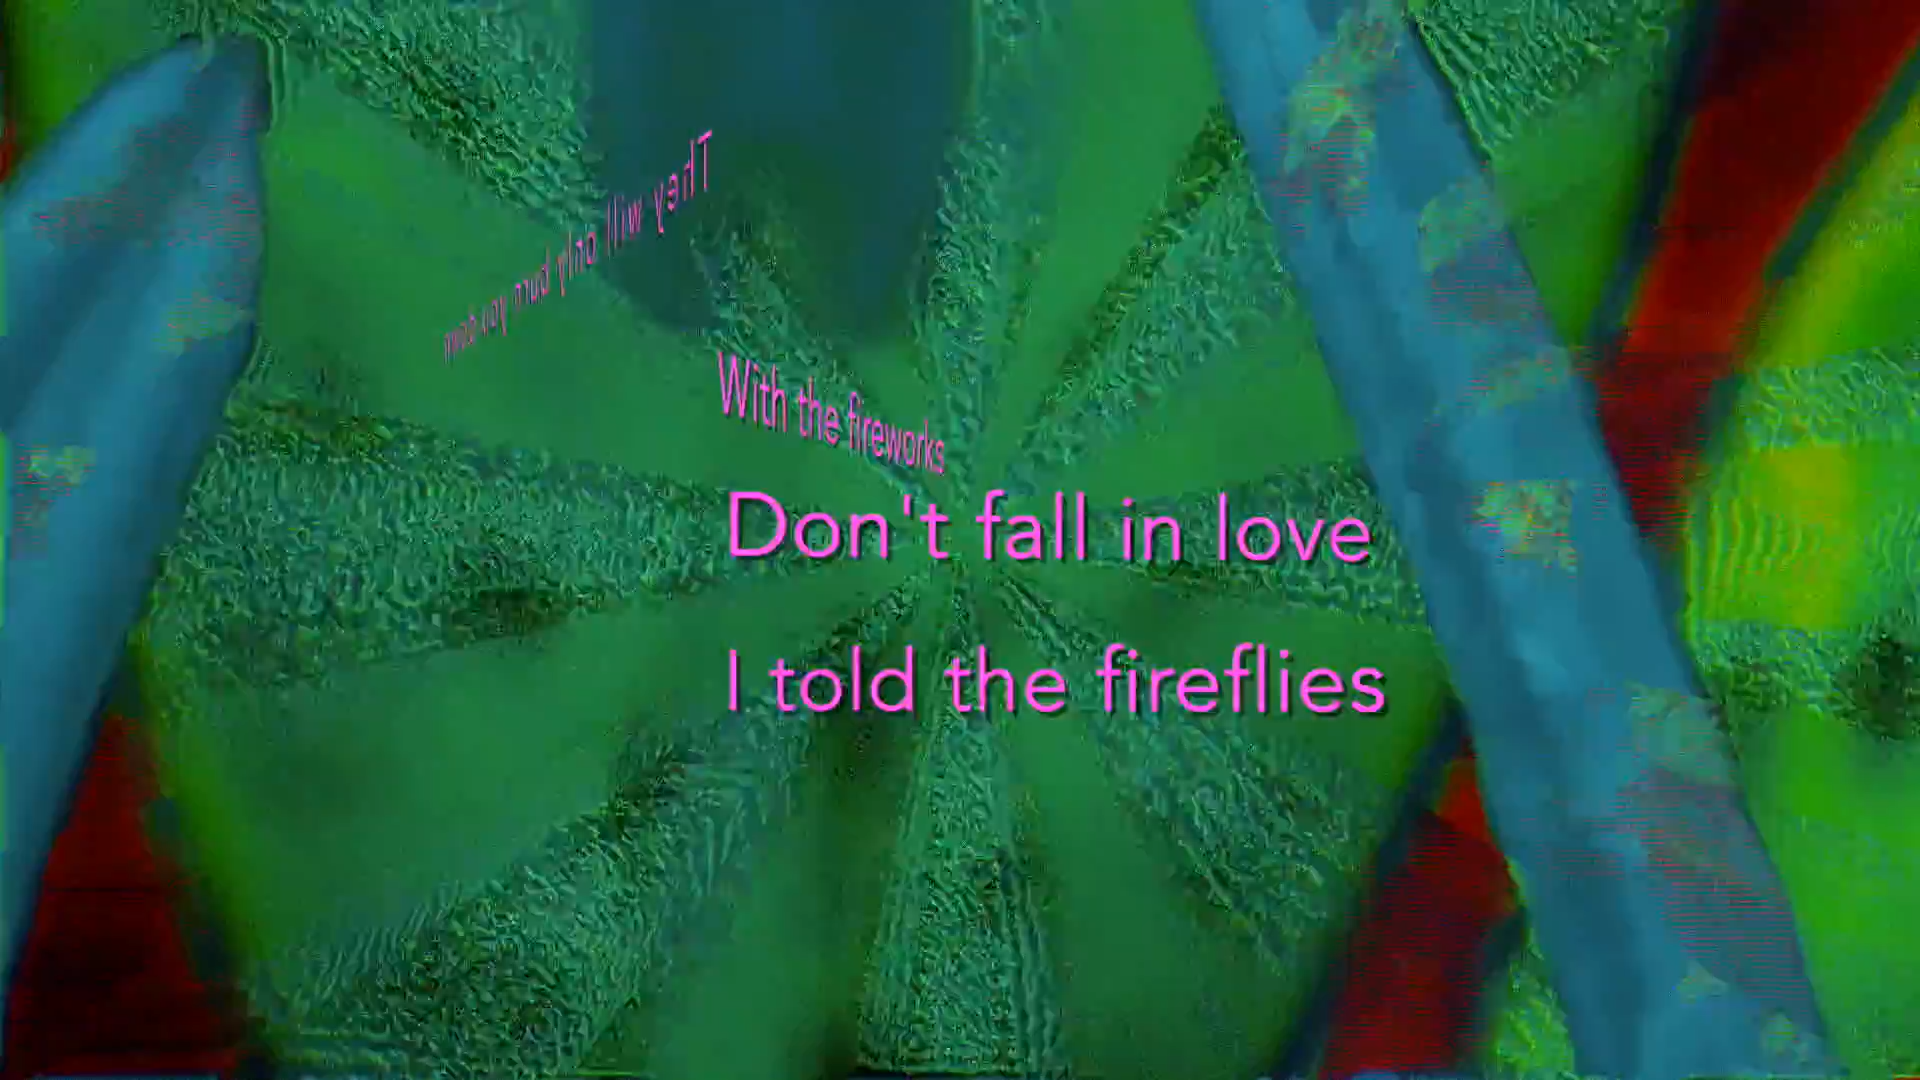 They will only burn you down
With the fireworks
Don't fall in love
I told the fireflies